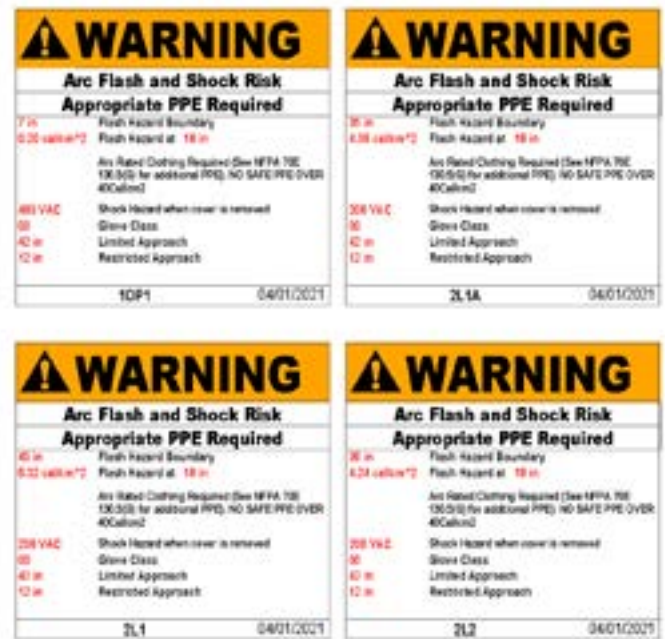 WARNING
Arc Flash and Shock Risk
Appropriate PPE Required
7 in Flash Hazard Boundary
Flash Hazard at 18 in
Arc Rated Clothing Required (See NFPA 70E
130.5(G) for additional PPE), NO SAFE PPE OVER
40Cal/cm2
480 VAC Shock Hazard when cover is removed
00 Glove Class
42 in Limited Approach
12 in Restricted Approach
1DP1 04/01/2021
WARNING
Arc Flash and Shock Risk
Appropriate PPE Required
Flash Hazard Boundary
Flash Hazard at 18 in
Arc Rated Clothing Required (See NFPA 70E
130.5(G) for additional PPE), NO SAFE PPE OVER
40Cal/cm2
VAC Shock Hazard when cover is removed
Glove Class
42 in Limited Approach
12 in Restricted Approach
2L1A 04/01/2021
WARNING
Arc Flash and Shock Risk
Appropriate PPE Required
Flash Hazard Boundary
Flash Hazard at 18 in
Arc Rated Clothing Required (See NFPA 70E
130.5(G) for additional PPE), NO SAFE PPE OVER
40Cal/cm2
VAC Shock Hazard when cover is removed
00 Glove Class
42 in Limited Approach
12 in Restricted Approach
2L1 04/01/2021
WARNING
Arc Flash and Shock Risk
Appropriate PPE Required
Flash Hazard Boundary
Flash Hazard at 18 in
Arc Rated Clothing Required (See NFPA 70E
130.5(G) for additional PPE), NO SAFE PPE OVER
40Cal/cm2
VAC Shock Hazard when cover is removed
Glove Class
42 in Limited Approach
12 in Restricted Approach
2L2 04/01/2021